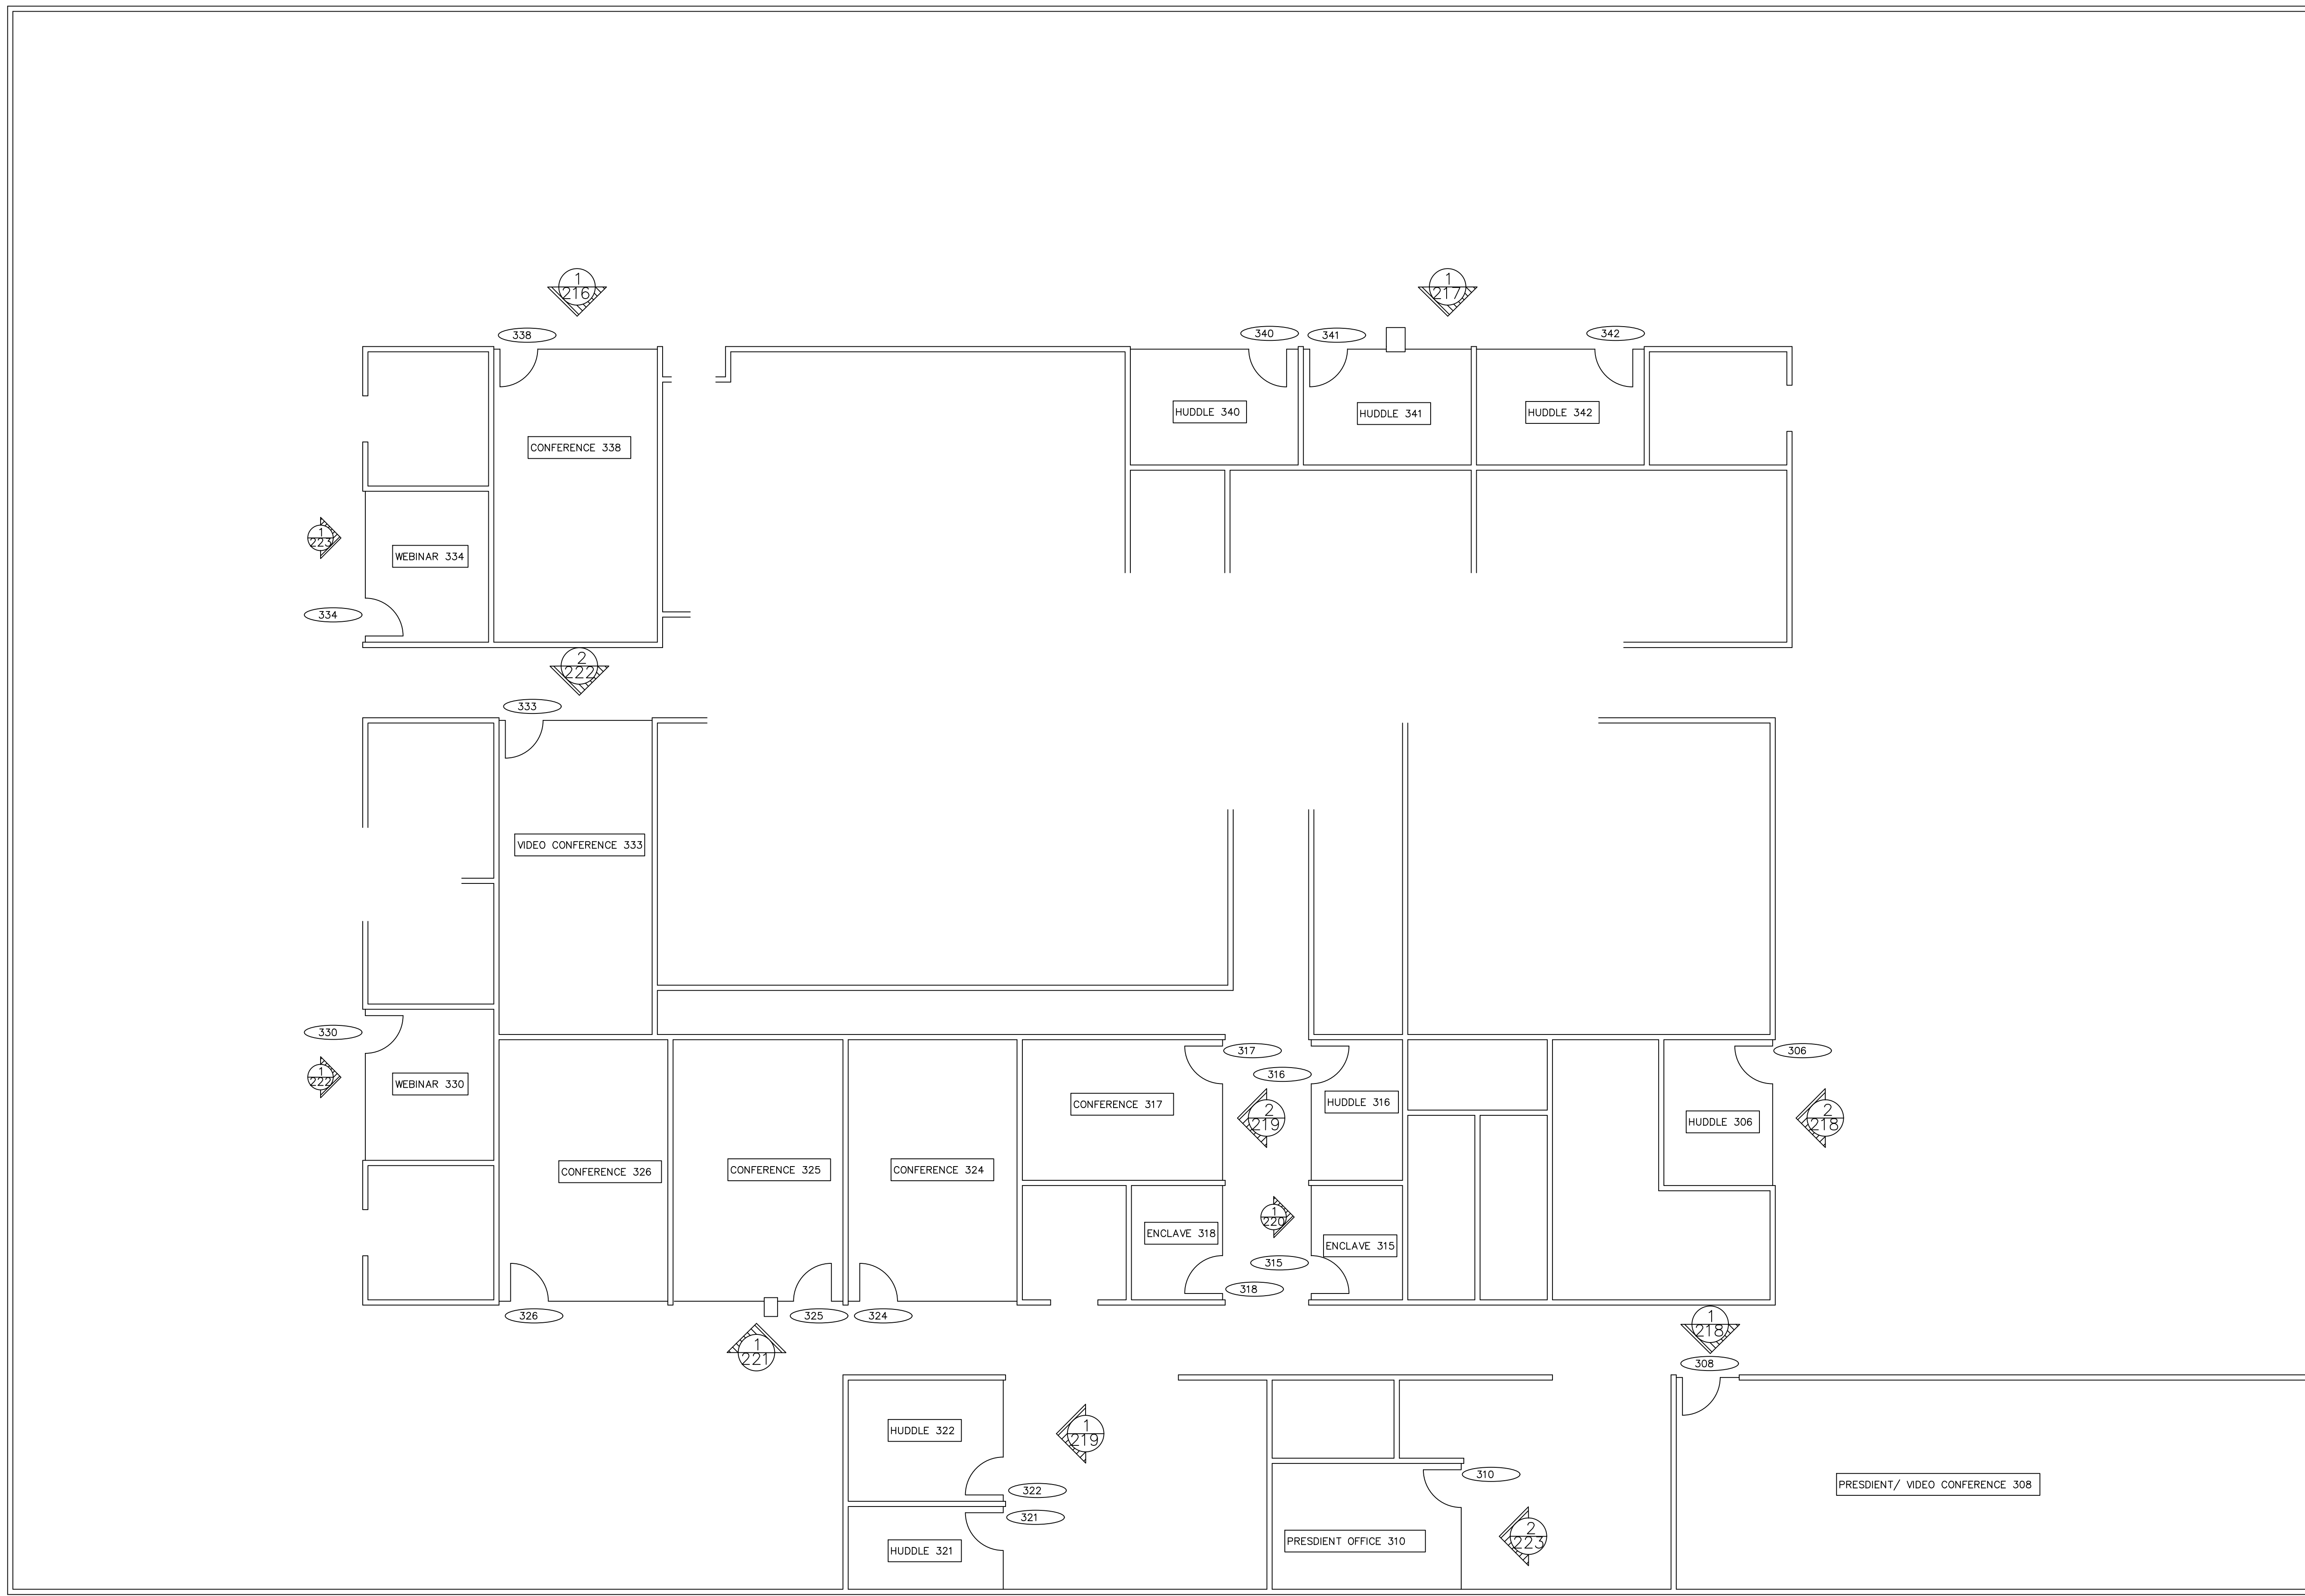 1
216
1
217
338
340
341
342
HUDDLE 340
HUDDLE 341
HUDDLE 342
CONFERENCE 338
1
223
WEBINAR 334
334
2
222
333
VIDEO CONFERENCE 333
330
1
222
WEBINAR 330
317
316
306
CONFERENCE 317
HUDDLE 316
2
219
HUDDLE 306
2
218
CONFERENCE 326
CONFERENCE 325
CONFERENCE 324
1
220
ENCLAVE 318
ENCLAVE 315
315
318
326
325
324
1
218
1
221
308
HUDDLE 322
1
219
322
310
PRESDIENT/ VIDEO CONFERENCE 308
321
HUDDLE 321
PRESDIENT OFFICE 310
2
223